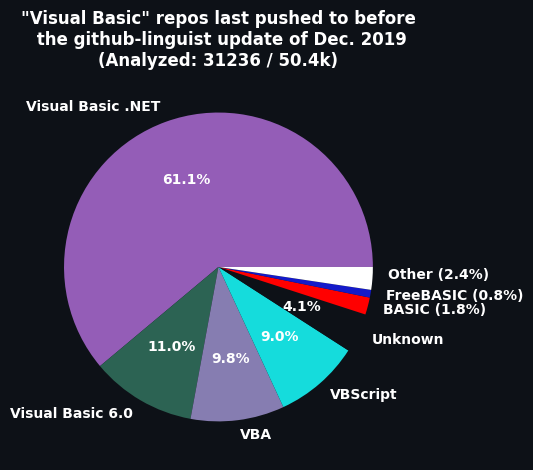 "Visual Basic" repos last pushed to before
the github-linguist update of Dec. 2019
(Analyzed: 31236 / 50.4k)
Visual Basic .NET
61.1%
Other (2.4%)
FreeBASIC (0.8%)
4.1%
BASIC (1.8%)
9.0%
Unknown
11.0%
9.8%
VBScript
Visual Basic 6.0
VBA